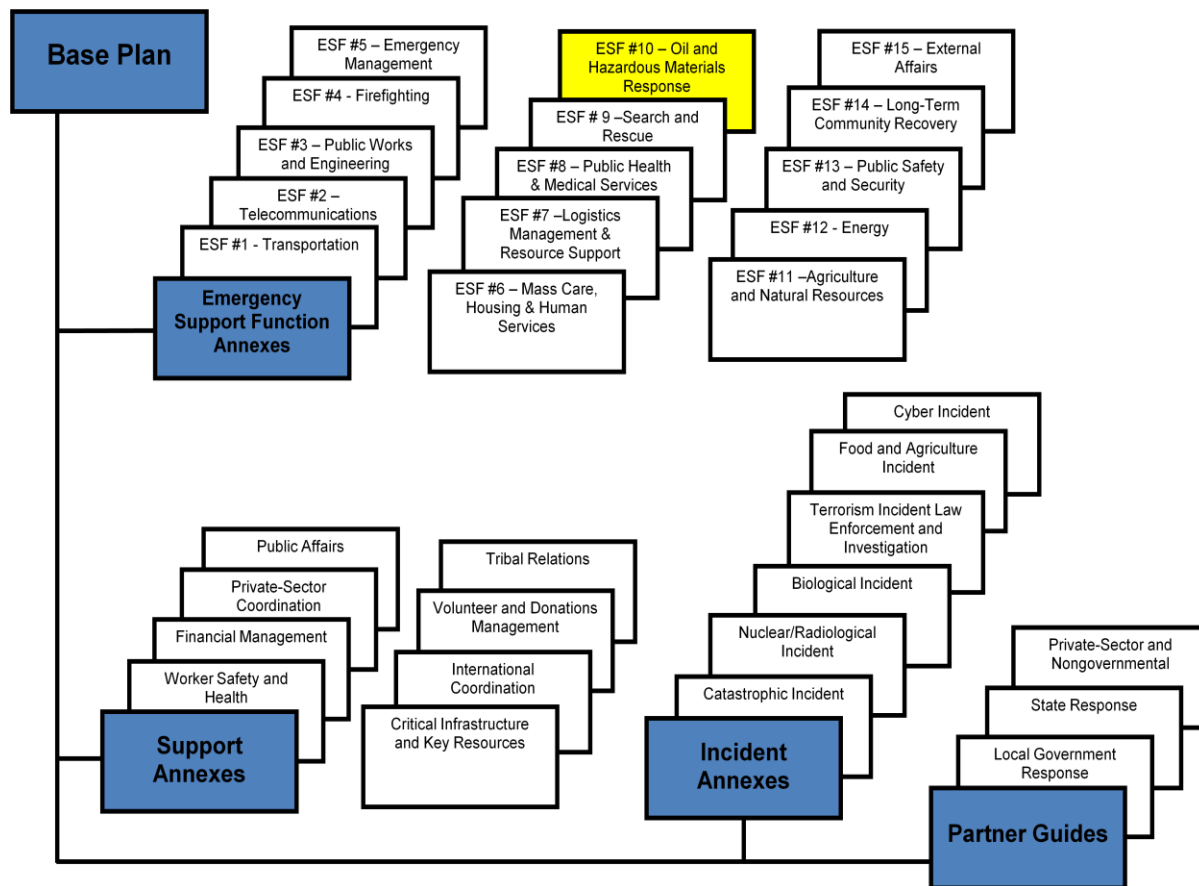 Base Plan
ESF #5 – Emergency
Management
ESF #4 - Firefighting
ESF #3 – Public Works
and Engineering
ESF #2 –
Telecommunications
ESF #1 - Transportation
Emergency
Support Function
Annexes
ESF #10 – Oil and
Hazardous Materials
Response
ESF # 9 –Search and
Rescue
ESF #8 – Public Health
& Medical Services
ESF #7 –Logistics
Management &
Resource Support
ESF #6 – Mass Care,
Housing & Human
Services
ESF #15 – External
Affairs
ESF #14 – Long-Term
Community Recovery
ESF #13 – Public Safety
and Security
ESF #12 - Energy
ESF #11 –Agriculture
and Natural Resources
Public Affairs
Private-Sector
Coordination
Financial Management
Worker Safety and
Health
Support
Annexes
Tribal Relations
Volunteer and Donations
Management
International
Coordination
Critical Infrastructure
and Key Resources
Cyber Incident
Food and Agriculture
Incident
Terrorism Incident Law
Enforcement and
Investigation
Biological Incident
Nuclear/Radiological
Incident
Catastrophic Incident
Incident
Annexes
Private-Sector and
Nongovernmental
State Response
Local Government
Response
Partner Guides